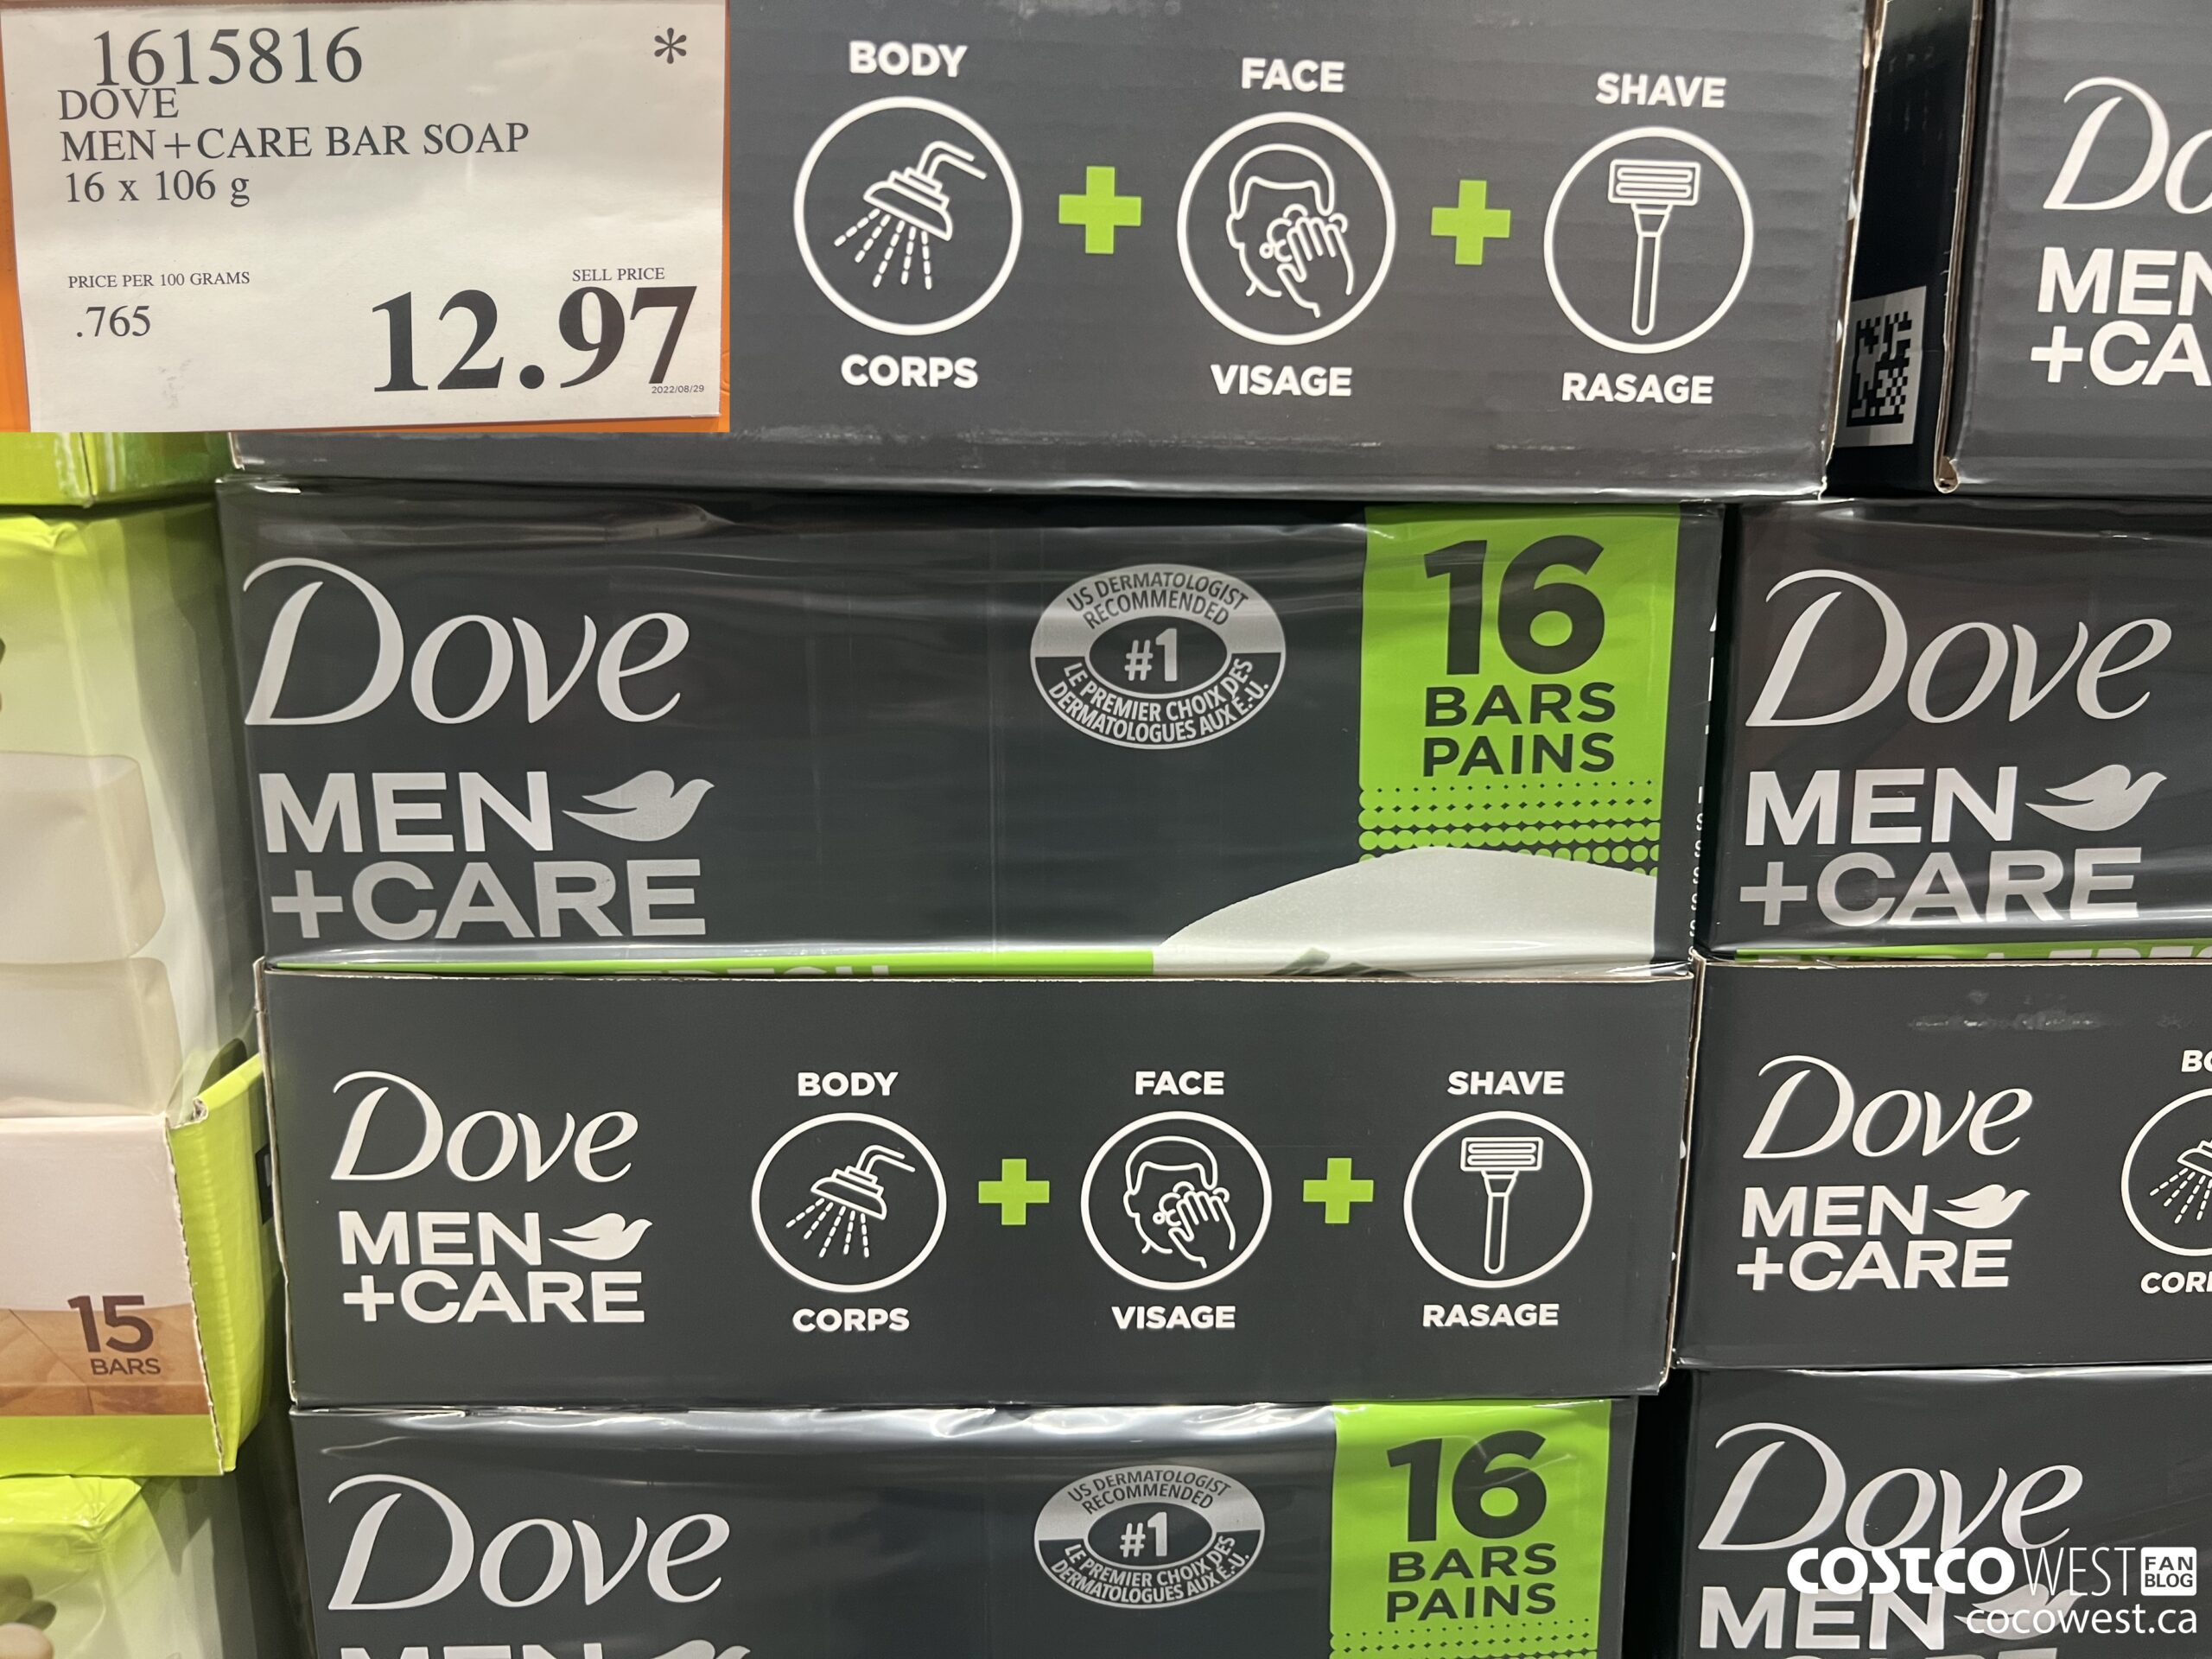 1615816 *
DOVE
MEN+CARE BAR SOAP
16 x 106 g
PRICE PER 100 GRAMS
.765
SELL PRICE
12.97
2022/08/29
BODY FACE SHAVE
+ +
CORPS VISAGE RASAGE
MEN
Dove
MEN
+CARE
US DERMATOLOGIST
RECOMMENDED
#1
LE PREMIER CHOIX DES
DERMATOLOGUES AUX É.-U.
16
BARS
PAINS
Dove
MEN
+CARE
FRESH
Dove
MEN
+CARE
BODY FACE SHAVE
+ +
CORPS VISAGE RASAGE
Dove
MEN
+CARE
15
BARS
Dove
MEN
US DERMATOLOGIST
RECOMMENDED
#1
LE PREMIER CHOIX DES
DERMATOLOGUES AUX É.-U.
16
BARS
PAINS
Dove
MEN
COSTCO WEST FAN BLOG
cocowest.ca